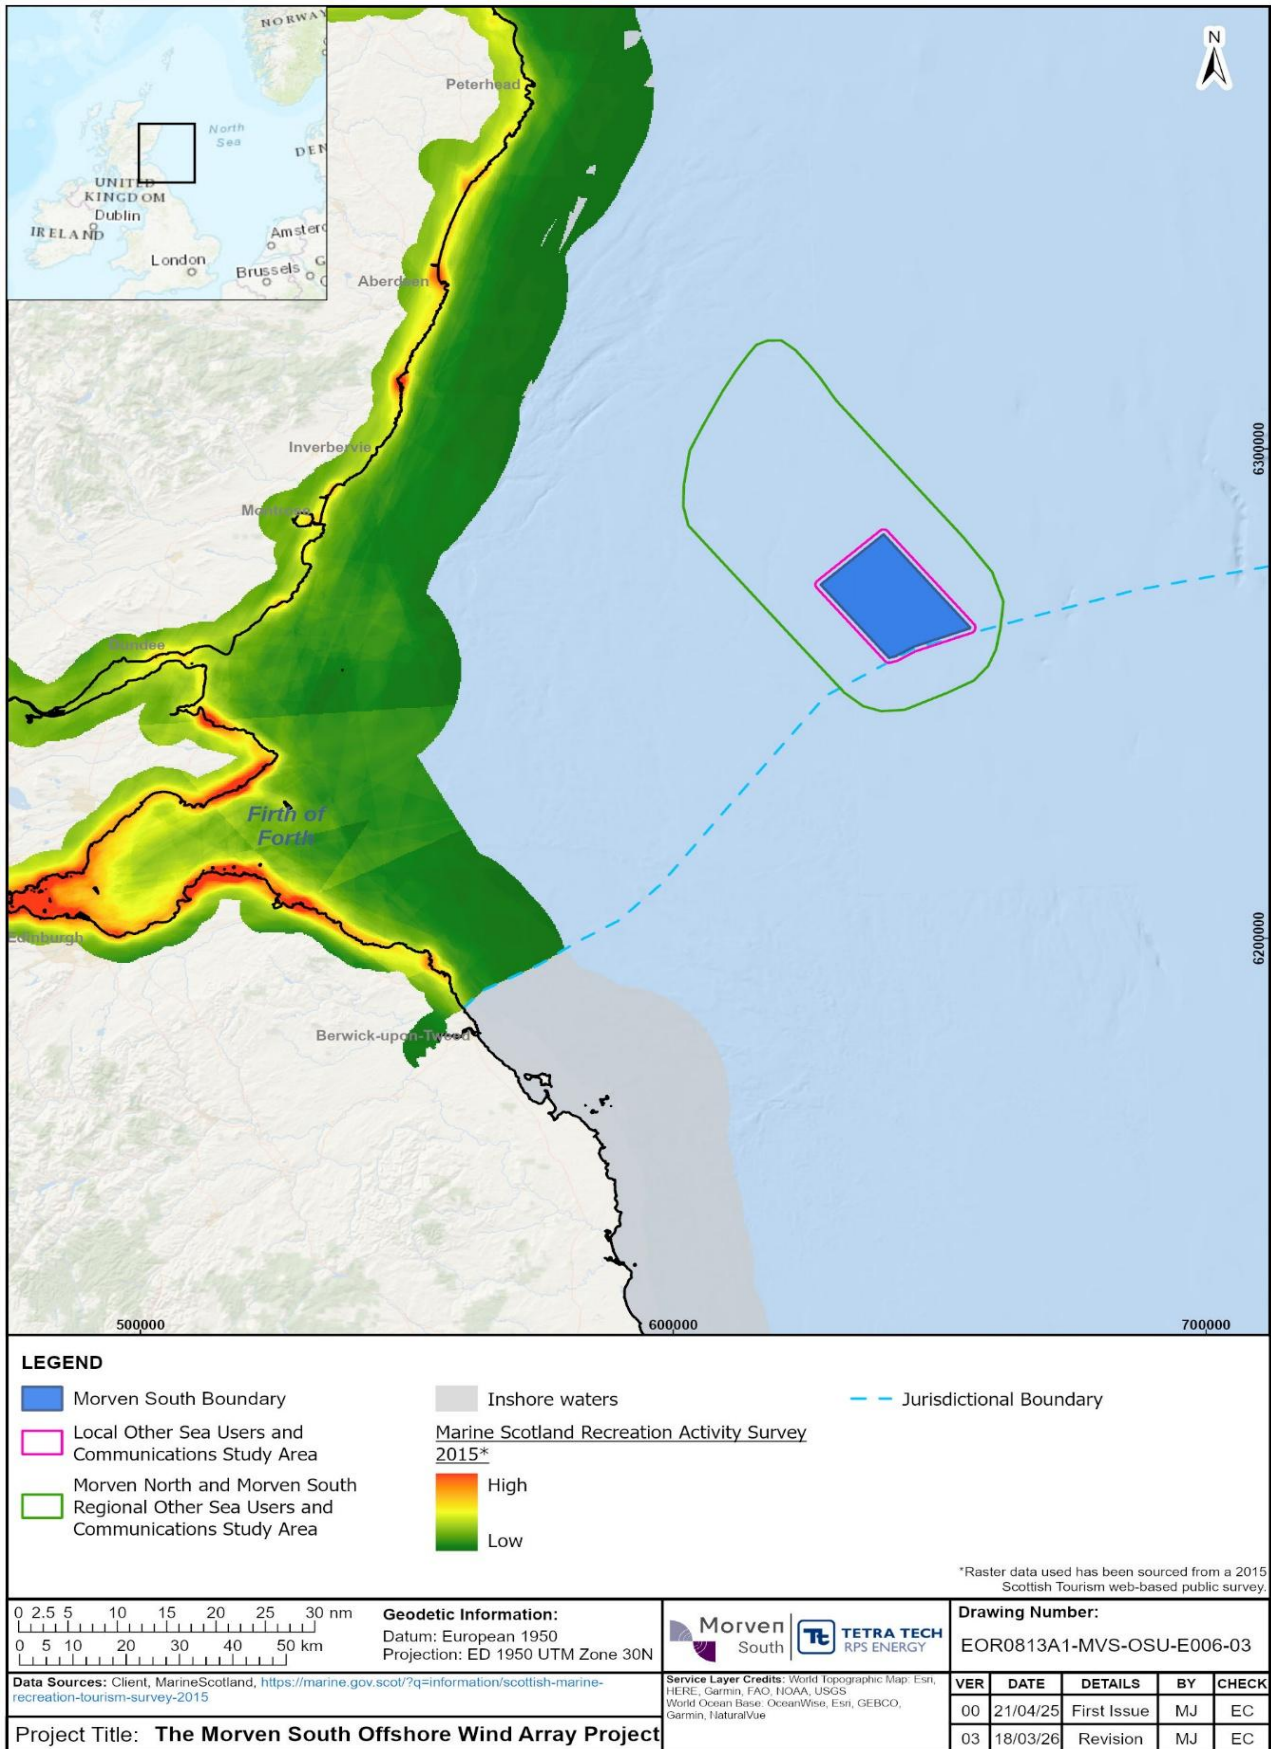 NORWAY
North
Sea
DEN
UNITED
KINGDOM
Dublin
IRELAND
Amsterd
London
Brussels
G
N
Peterhead
Aberdeen
Inverbervie
Montrose
Dundee
Firth of
Forth
Edinburgh
Berwick-upon-Tweed
6300000
6200000
500000
600000
700000
LEGEND
Morven South Boundary
Local Other Sea Users and
Communications Study Area
Morven North and Morven South
Regional Other Sea Users and
Communications Study Area
Inshore waters
Marine Scotland Recreation Activity Survey
2015*
High
Low
Jurisdictional Boundary
*Raster data used has been sourced from a 2015
Scottish Tourism web-based public survey.
0 2.5 5 10 15 20 25 30 nm
0 5 10 20 30 40 50 km
Geodetic Information:
Datum: European 1950
Projection: ED 1950 UTM Zone 30N
Data Sources: Client, MarineScotland, https://marine.gov.scot/?q=information/scottish-marine-
recreation-tourism-survey-2015
Project Title: The Morven South Offshore Wind Array Project
Morven
South
Tt
TETRA TECH
RPS ENERGY
Service Layer Credits: World Topographic Map: Esri,
HERE, Garmin, FAO, NOAA, USGS
World Ocean Base: OceanWise, Esri, GEBCO,
Garmin, NaturalVue
Drawing Number:
EOR0813A1-MVS-OSU-E006-03
VER DATE DETAILS BY CHECK
00 21/04/25 First Issue MJ EC
03 18/03/26 Revision MJ EC